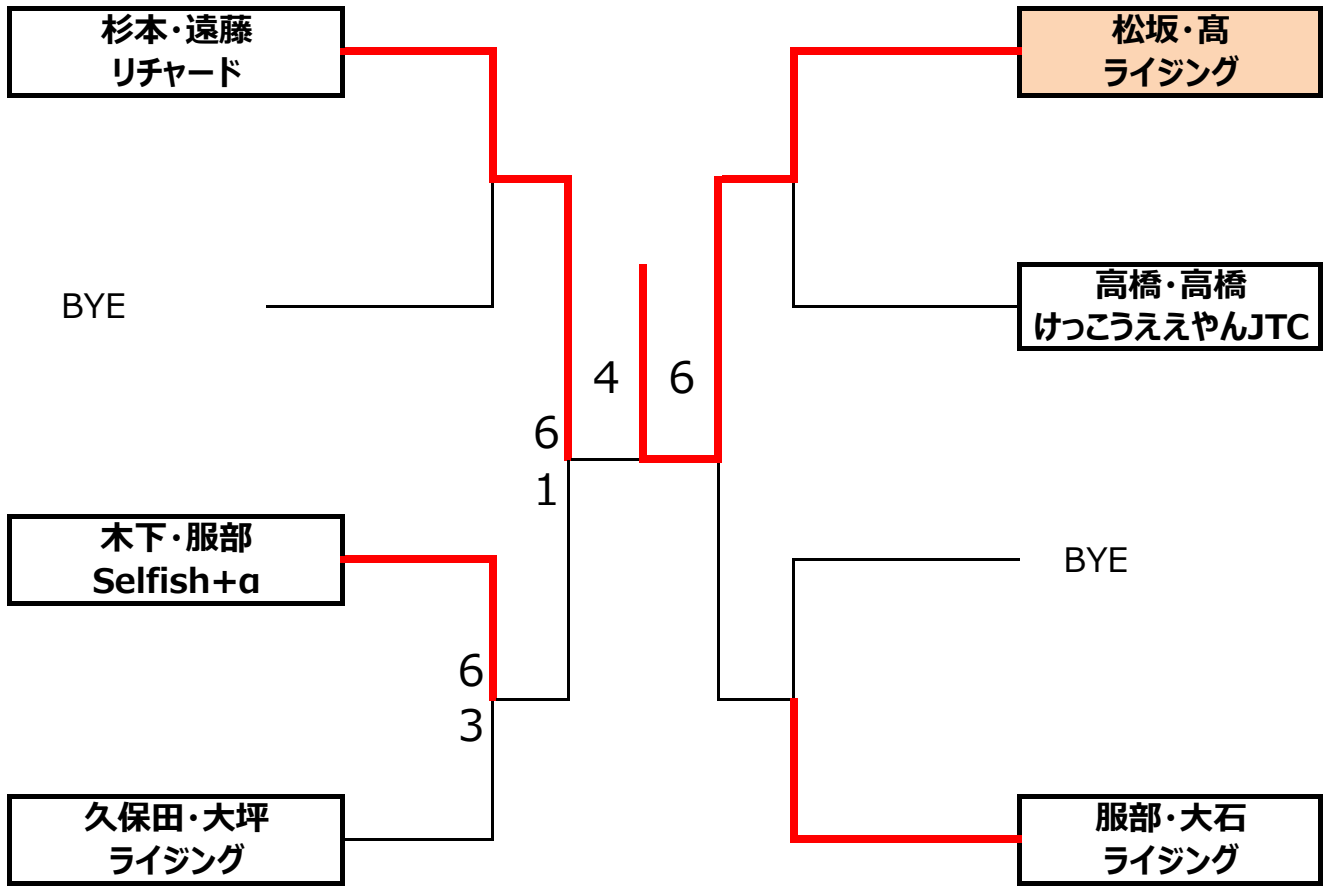 杉本・遠藤
リチャード
松坂・髙
ライジング
BYE
高橋・高橋
けっこうええやんJTC
4
6
6
1
木下・服部
Selfish+α
BYE
6
3
久保田・大坪
ライジング
服部・大石
ライジング